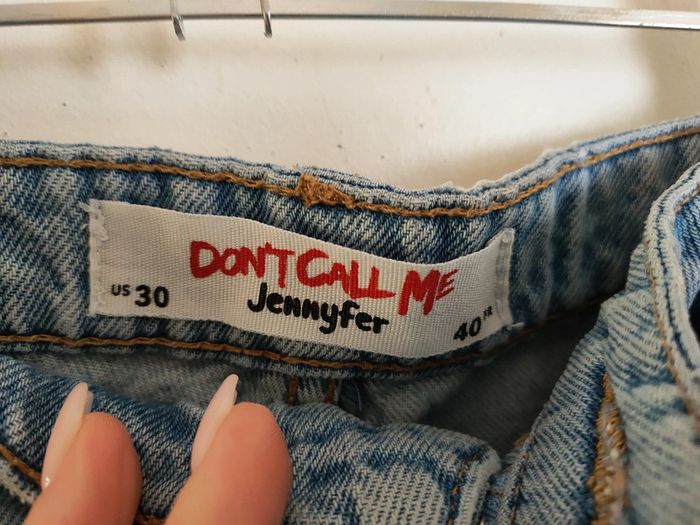 DON'T CALL ME
Jennyfer
US 30
40 FR